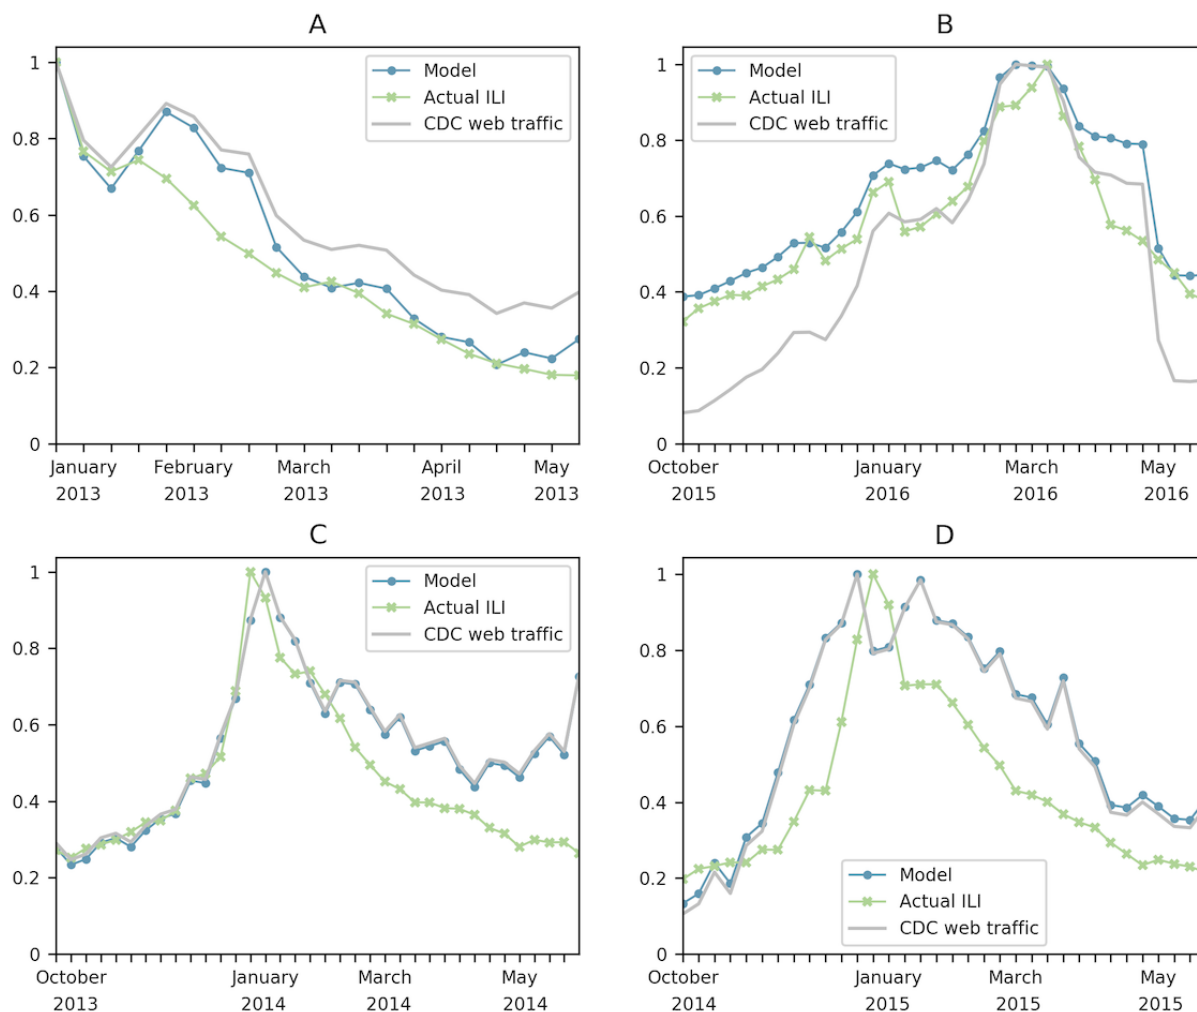 A
1
0.8
0.6
0.4
0.2
0
Model
Actual ILI
CDC web traffic
January 2013
February 2013
March 2013
April 2013
May 2013
B
1
0.8
0.6
0.4
0.2
0
Model
Actual ILI
CDC web traffic
October 2015
January 2016
March 2016
May 2016
C
1
0.8
0.6
0.4
0.2
0
Model
Actual ILI
CDC web traffic
October 2013
January 2014
March 2014
May 2014
D
1
0.8
0.6
0.4
0.2
0
Model
Actual ILI
CDC web traffic
October 2014
January 2015
March 2015
May 2015